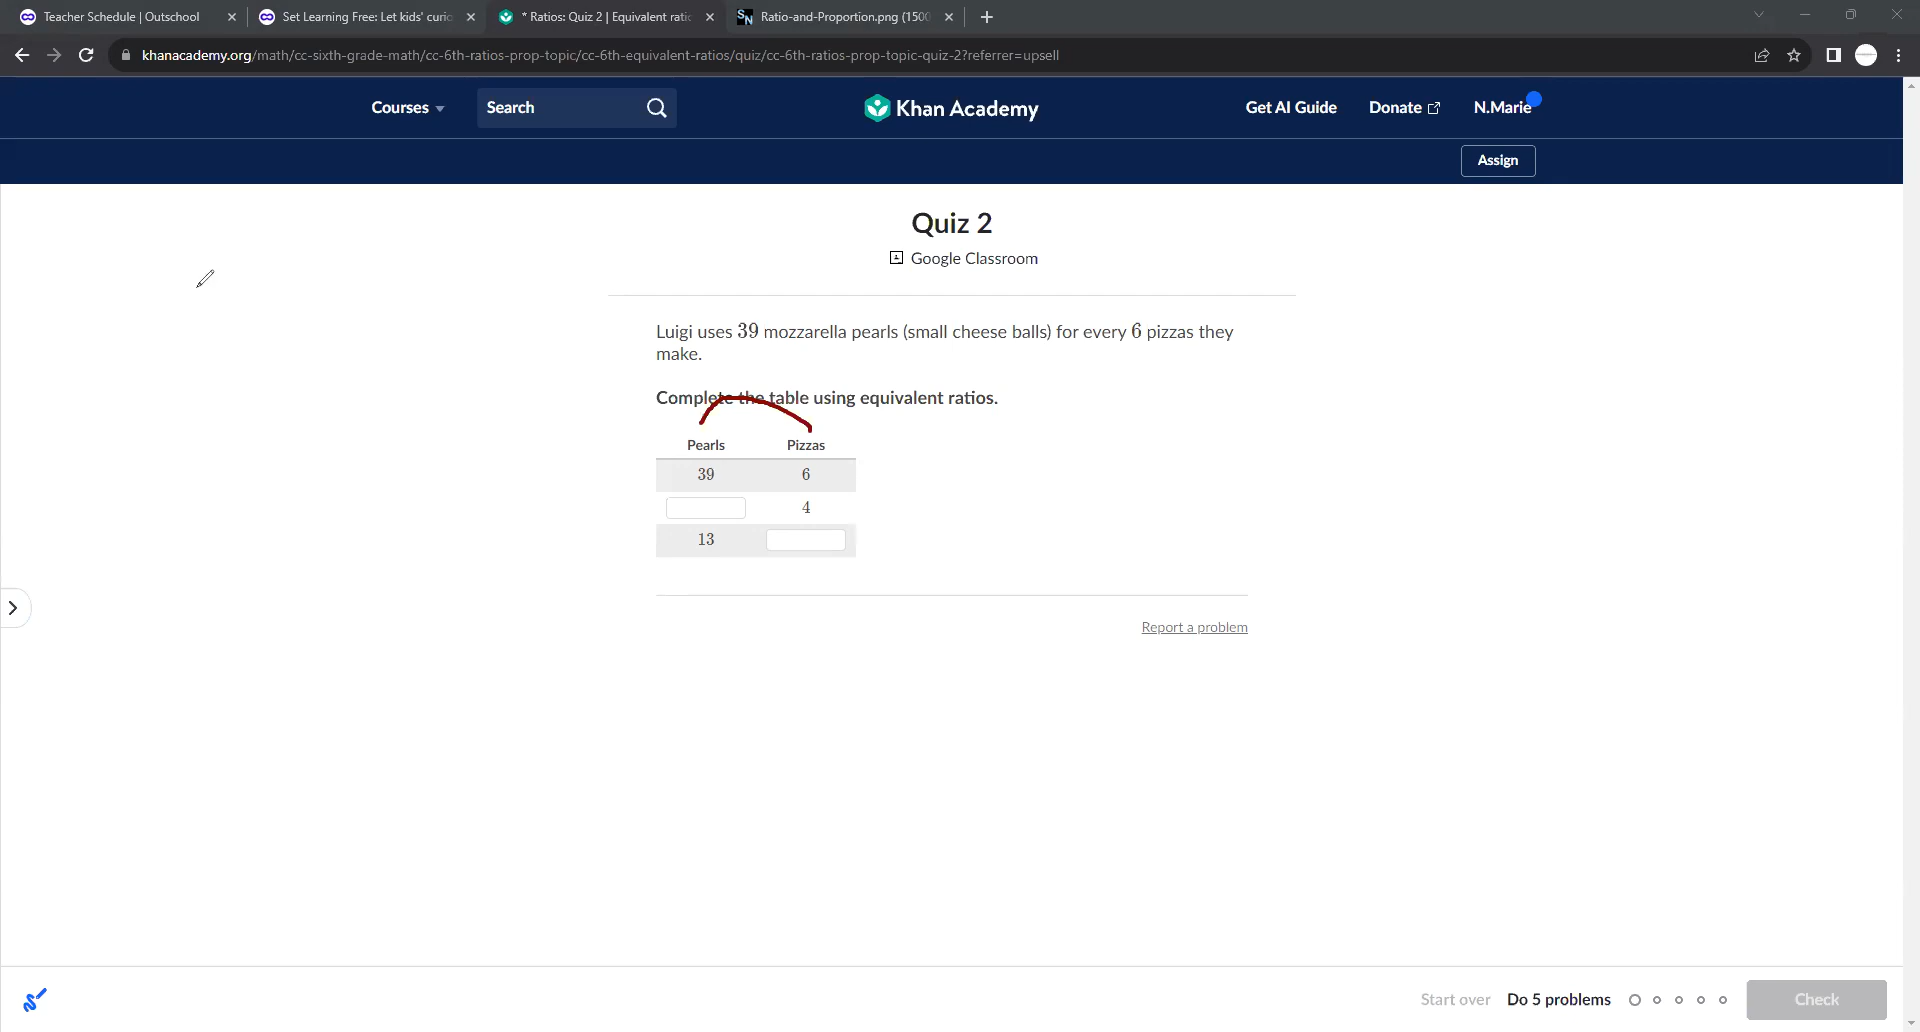 Teacher Schedule | Outschool
Set Learning Free: Let kids' curio
* Ratios: Quiz 2 | Equivalent ratio
SN
Ratio-and-Proportion.png (1500
khanacademy.org/math/cc-sixth-grade-math/cc-6th-ratios-prop-topic/cc-6th-equivalent-ratios/quiz/cc-6th-ratios-prop-topic-quiz-2?referrer=upsell
Courses
Search
Khan Academy
Get AI Guide
Donate
N.Marie
Assign
Quiz 2
Google Classroom
Luigi uses 39 mozzarella pearls (small cheese balls) for every 6 pizzas they
make.
Complete the table using equivalent ratios.
Pearls Pizzas
39 6
4
13
Report a problem
Start over Do 5 problems Check